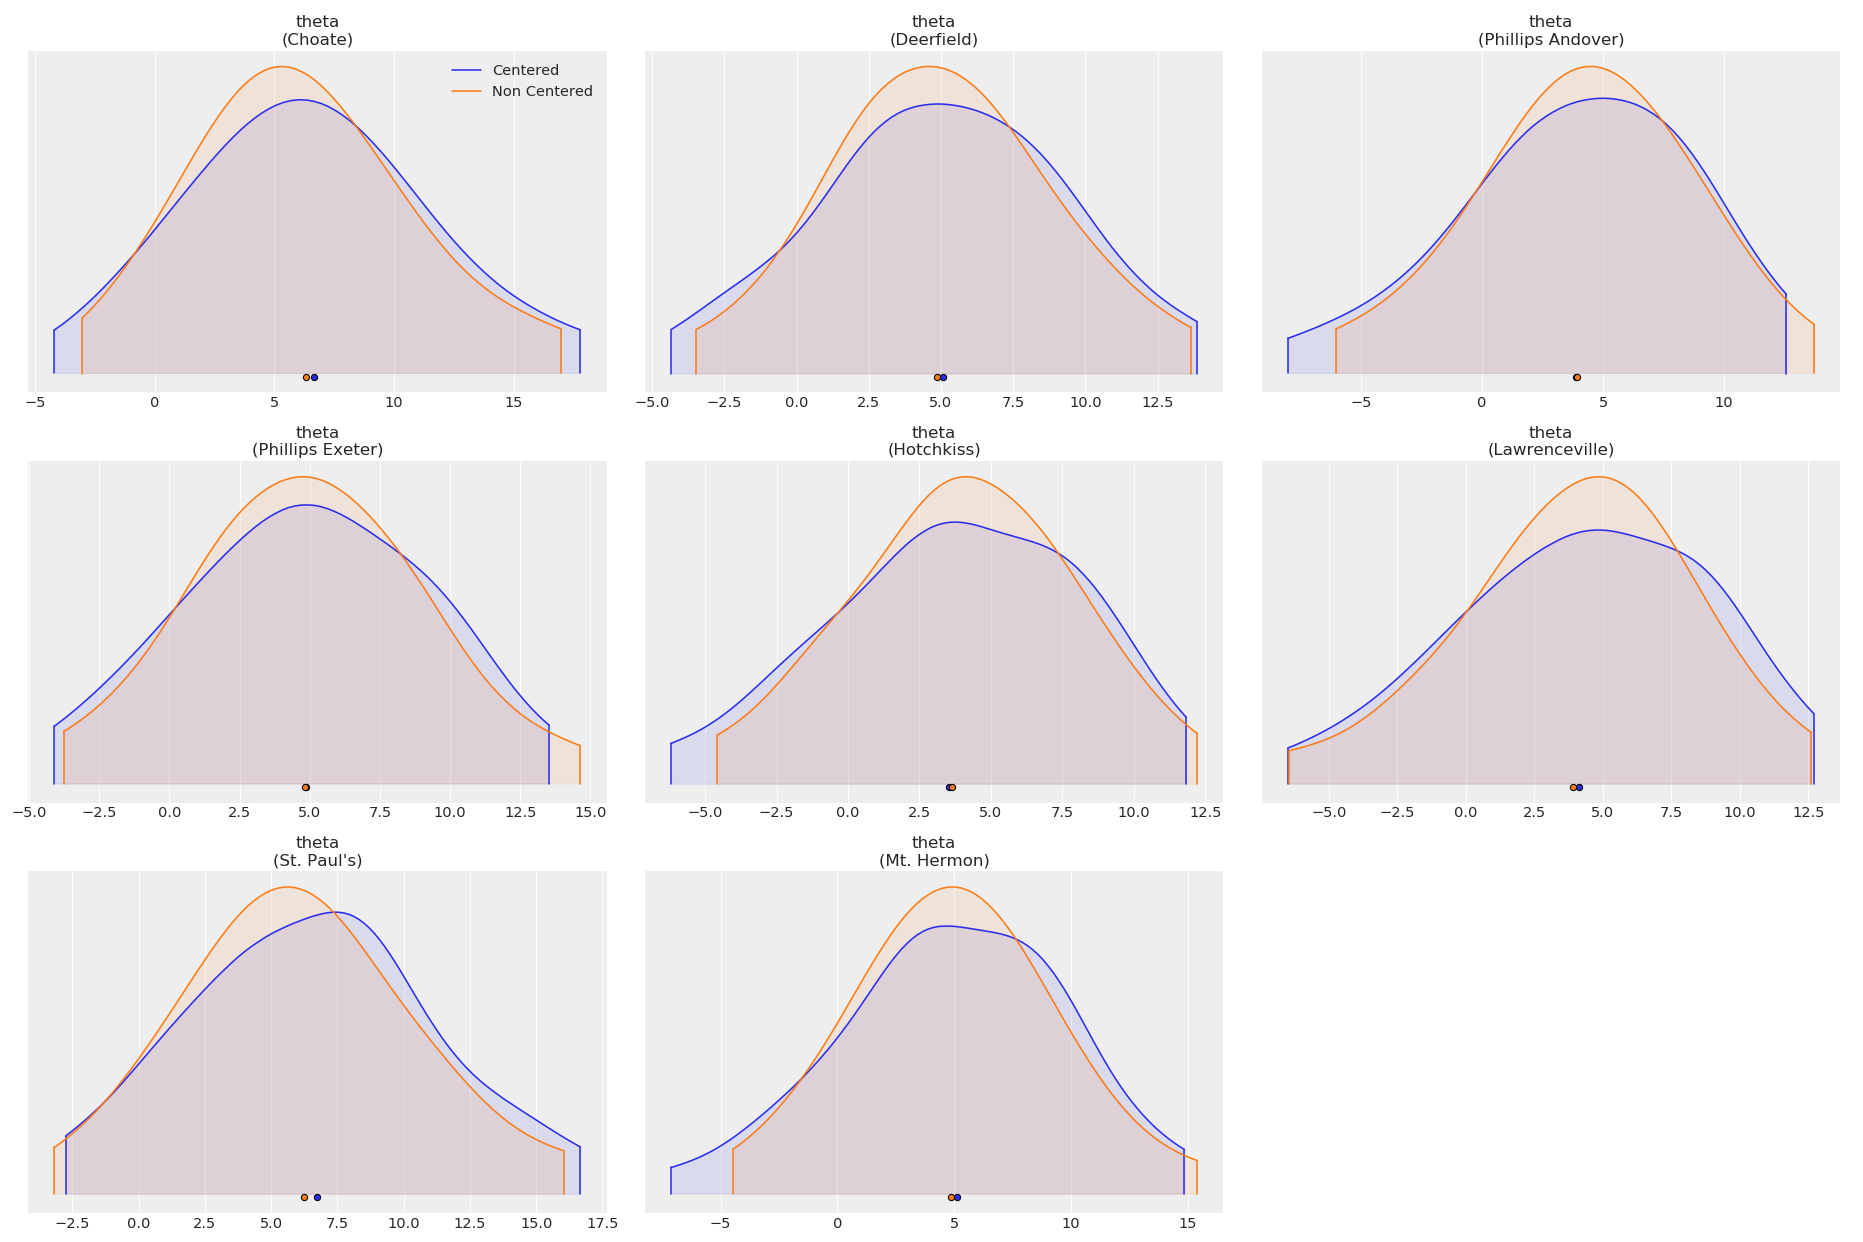 theta
(Choate)
Centered
Non Centered
−5 0 5 10 15
theta
(Deerfield)
−5.0 −2.5 0.0 2.5 5.0 7.5 10.0 12.5
theta
(Phillips Andover)
−5 0 5 10
theta
(Phillips Exeter)
−5.0 −2.5 0.0 2.5 5.0 7.5 10.0 12.5 15.0
theta
(Hotchkiss)
−5.0 −2.5 0.0 2.5 5.0 7.5 10.0 12.5
theta
(Lawrenceville)
−5.0 −2.5 0.0 2.5 5.0 7.5 10.0 12.5
theta
(St. Paul's)
−2.5 0.0 2.5 5.0 7.5 10.0 12.5 15.0 17.5
theta
(Mt. Hermon)
−5 0 5 10 15